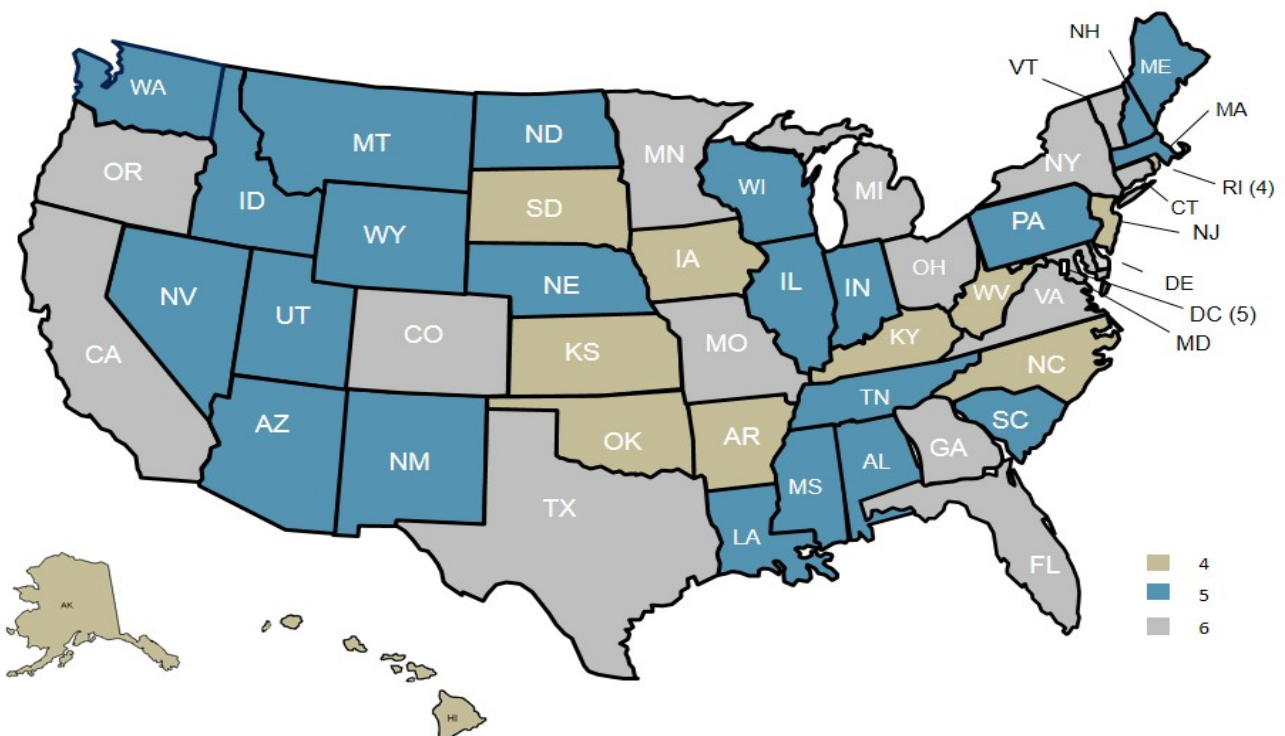 NH
ME
WA
VT
MA
MT
ND
MN
OR
NY
MI
WI
RI (4)
ID
SD
CT
PA
NJ
WY
IA
OH
DE
NE
IL
IN
WV
VA
NV
DC (5)
UT
CO
KY
MD
CA
KS
MO
NC
TN
AZ
OK
AR
SC
NM
GA
AL
MS
TX
LA
FL
4
5
6
AK
HI